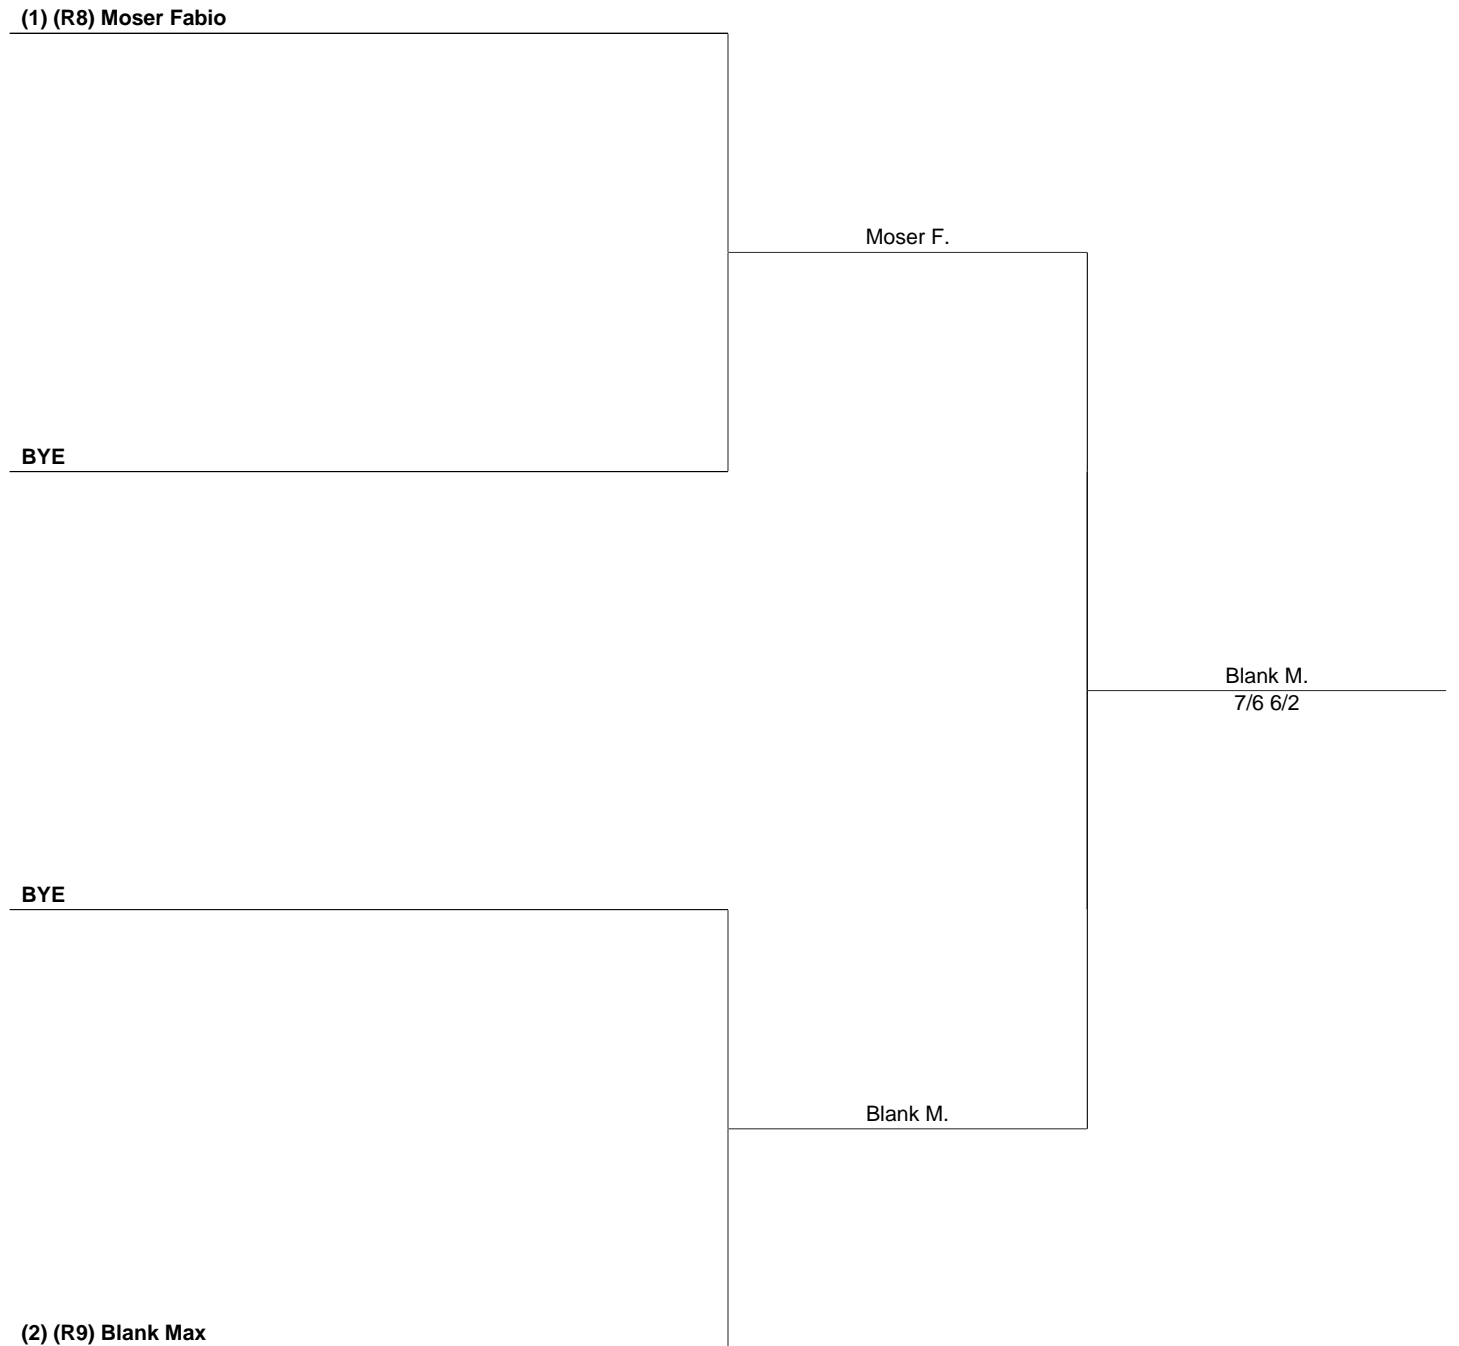 (1) (R8) Moser Fabio
Moser F.
BYE
Blank M.
7/6 6/2
BYE
Blank M.
(2) (R9) Blank Max